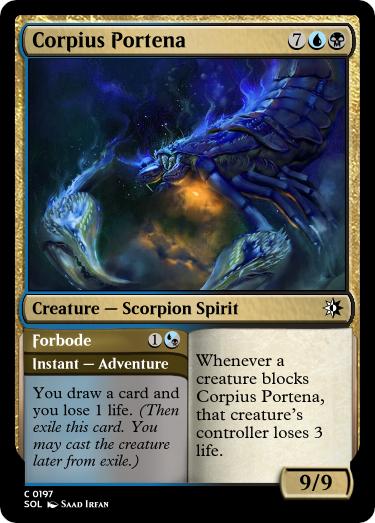 Corpius Portena 7
Creature — Scorpion Spirit
Forbode 1
Instant — Adventure
You draw a card and
you lose 1 life. (Then
exile this card. You
may cast the creature
later from exile.)
Whenever a
creature blocks
Corpius Portena,
that creature's
controller loses 3
life.
9/9
C 0197
SOL Saad Irfan